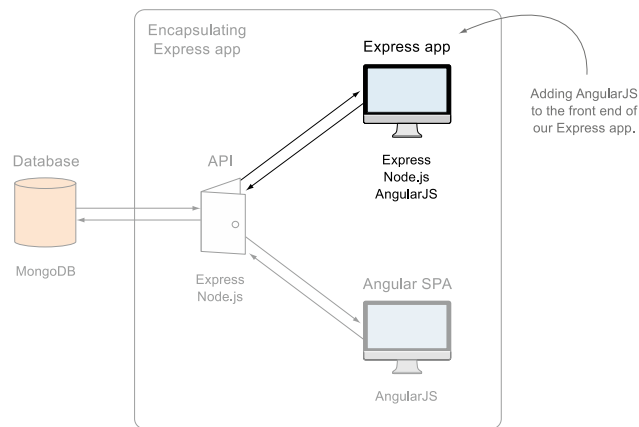 Encapsulating
Express app
Express app
Adding AngularJS
to the front end of
our Express app.
Database
API
Express
Node.js
AngularJS
MongoDB
Express
Node.js
Angular SPA
AngularJS